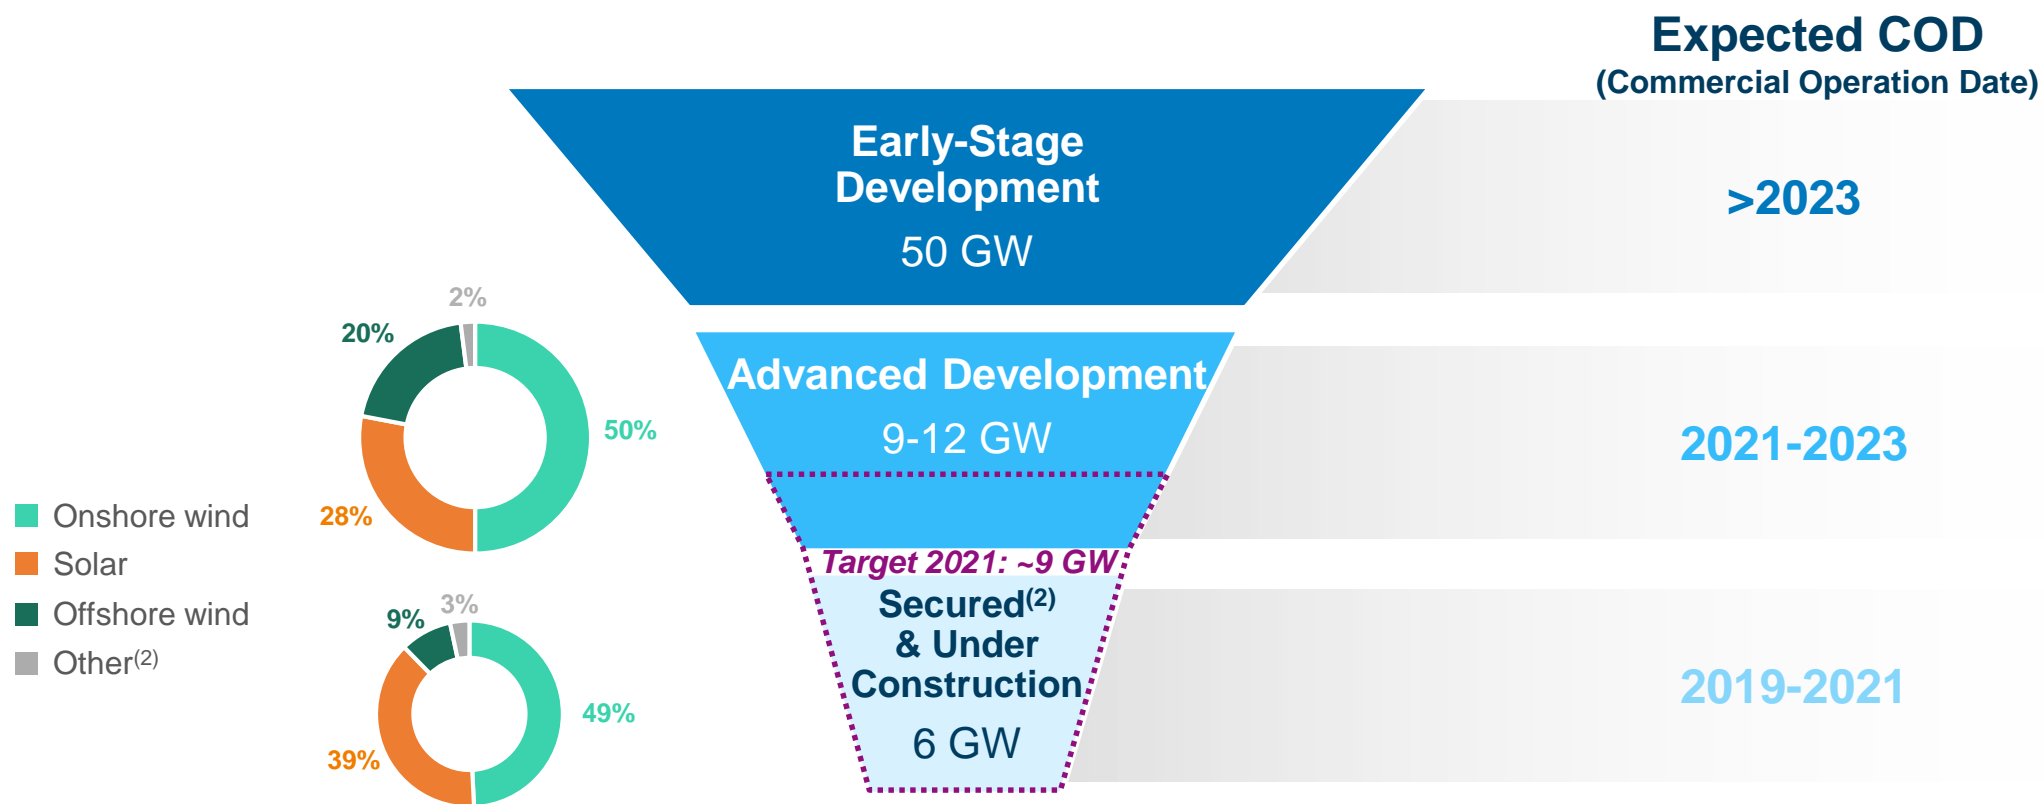 Expected COD
(Commercial Operation Date)
Early-Stage
Development
50 GW
>2023
2%
20%
50%
28%
Advanced Development
9-12 GW
2021-2023
Onshore wind
Solar
Offshore wind
Other(2)
Target 2021: ~9 GW
9%
3%
49%
39%
Secured(2)
& Under
Construction
6 GW
2019-2021